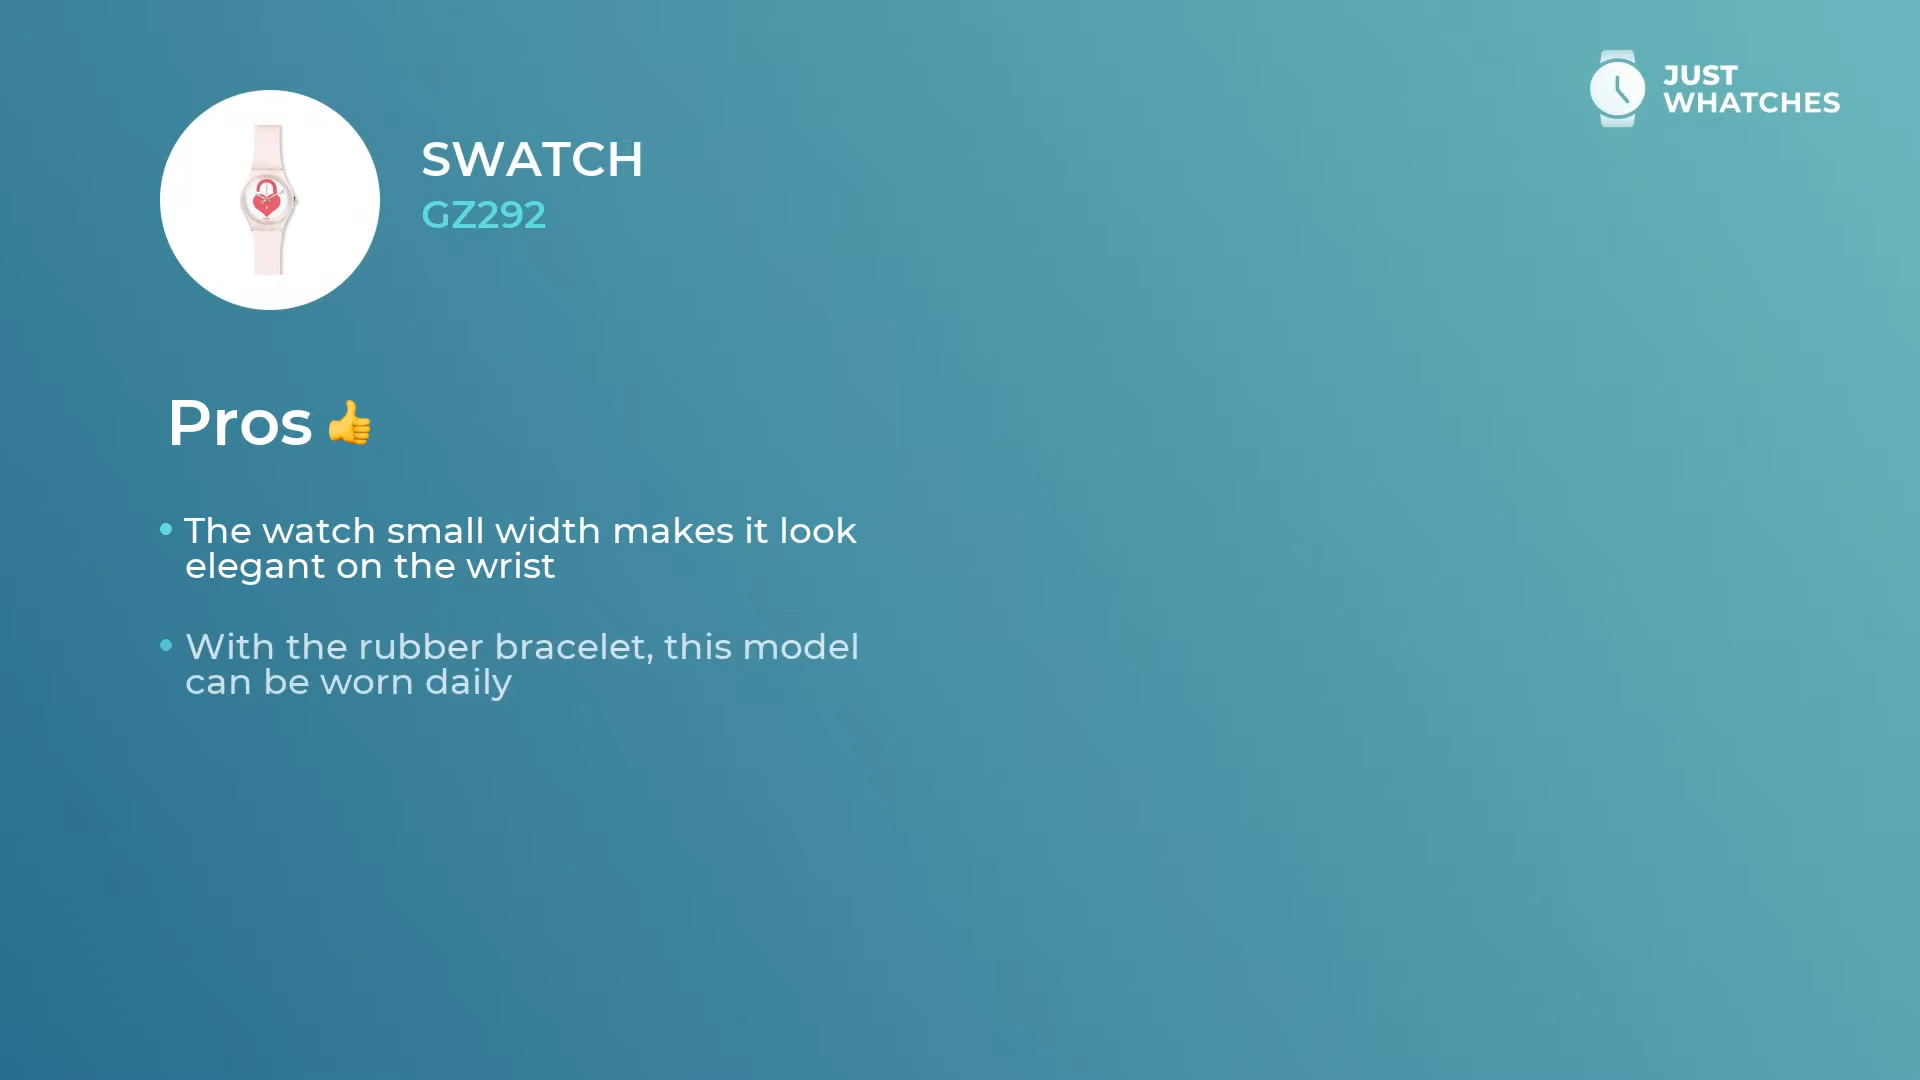 JUST
WHATCHES
SWATCH
GZ292
Pros 👍
• The watch small width makes it look
elegant on the wrist
• With the rubber bracelet, this model
can be worn daily